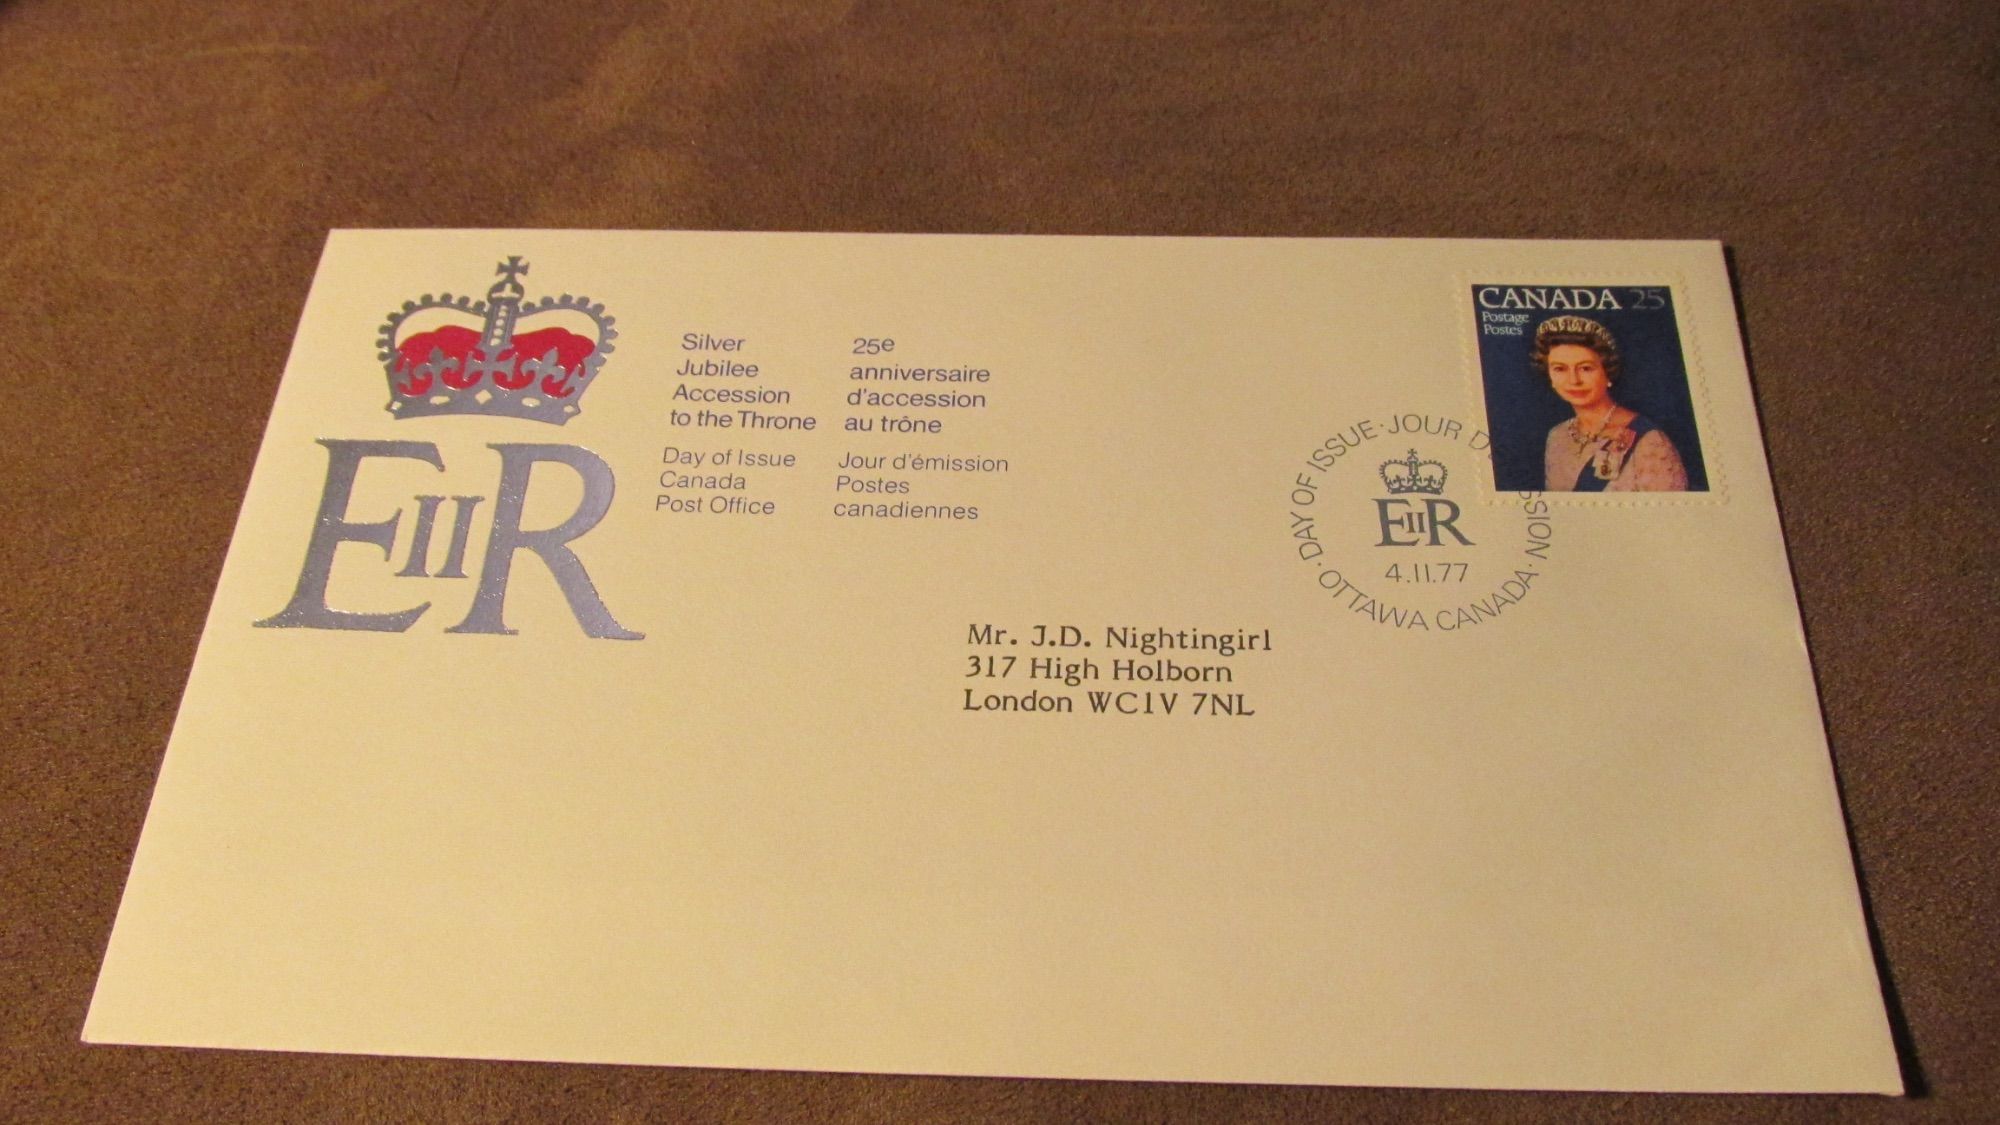 EIIR
Silver
Jubilee
Accession
to the Throne
Day of Issue
Canada
Post Office
25e
anniversaire
d'accession
au trône
Jour d'émission
Postes
canadiennes
CANADA 25
Postage
Postes
DAY OF ISSUE · JOUR D' ISSION · OTTAWA CANADA ·
EIIR
4.II.77
Mr. J.D. Nightingirl
317 High Holborn
London WC1V 7NL